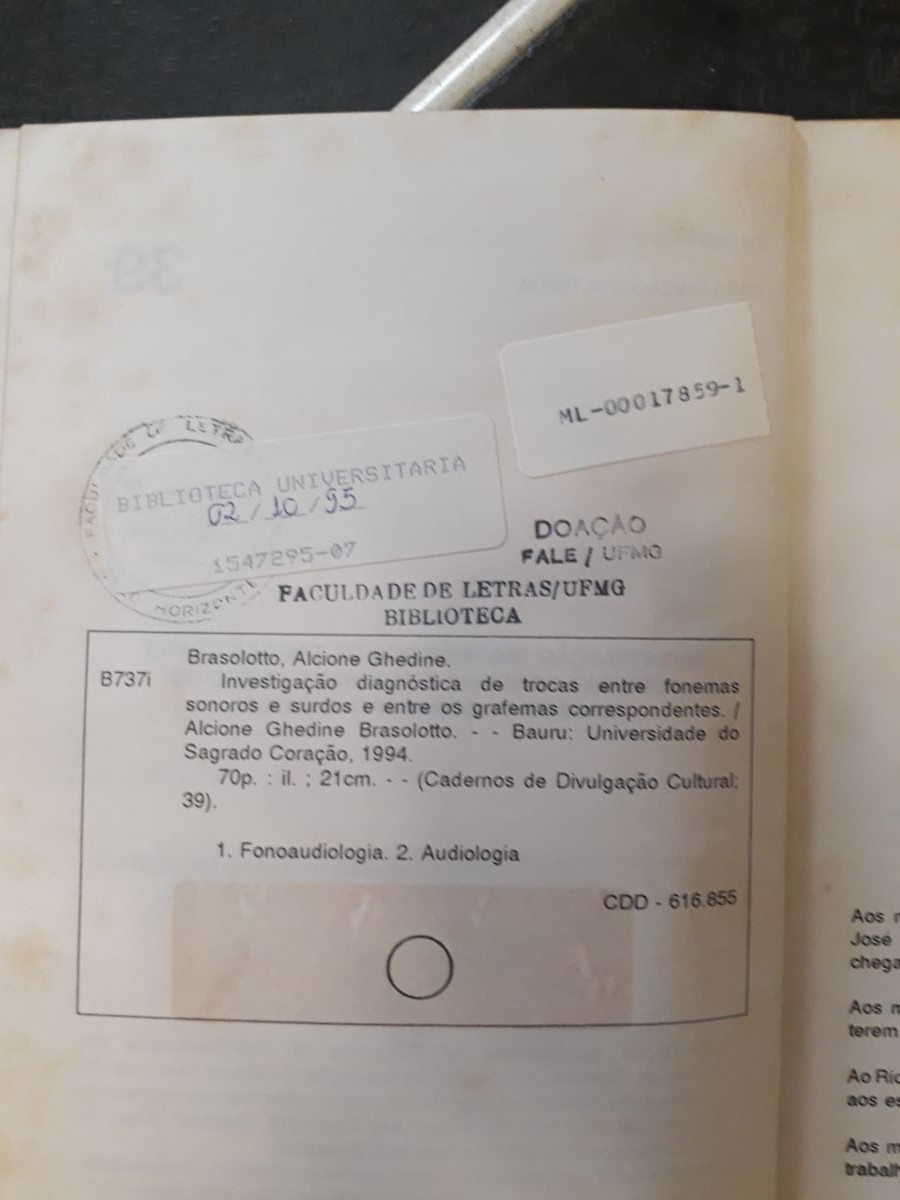 ML-00017859-1
DE LETRA
BIBLIOTECA UNIVERSITARIA
02/10/95
1547295-07
HORIZONTE
DOAÇÃO
FALE / UFMG
FACULDADE DE LETRAS/UFMG
BIBLIOTECA
Brasolotto, Alcione Ghedine.
B737i
Investigação diagnóstica de trocas entre fonemas
sonoros e surdos e entre os grafemas correspondentes. /
Alcione Ghedine Brasolotto. - - Bauru: Universidade do
Sagrado Coração, 1994.
70p. : il. ; 21cm. - - (Cadernos de Divulgação Cultural;
39).
1. Fonoaudiologia. 2. Audiologia
CDD - 616.855
Aos
José
Aos
terem
Ao
aos
Aos